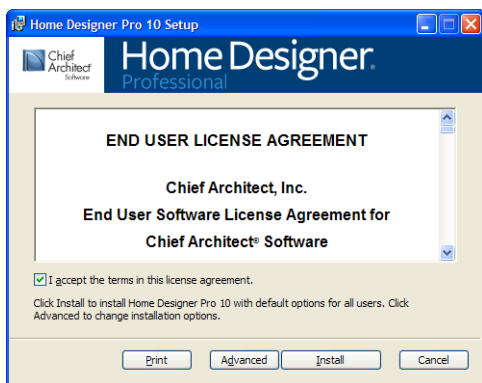 Home Designer Pro 10 Setup
Chief
Architect
Software
Home Designer®
Professional
END USER LICENSE AGREEMENT
Chief Architect, Inc.
End User Software License Agreement for
Chief Architect® Software
I accept the terms in this license agreement.
Click Install to install Home Designer Pro 10 with default options for all users. Click
Advanced to change installation options.
Print Advanced Install Cancel